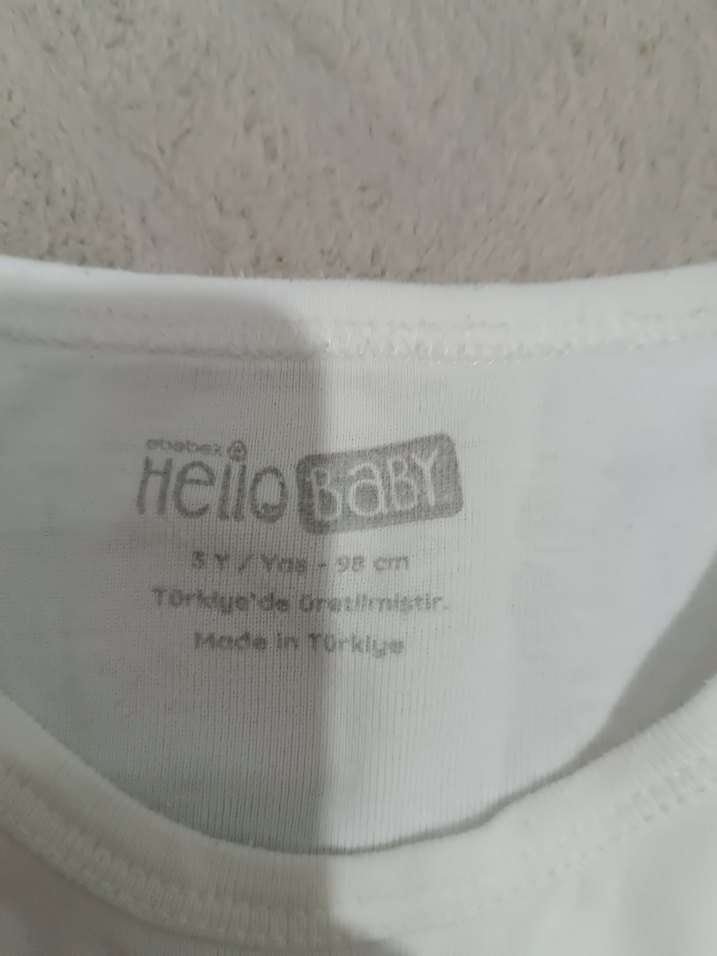 ebebek
Hello BaBY
3 Y / Yaş - 98 cm
Türkiye'de üretilmiştir.
Made in Türkiye